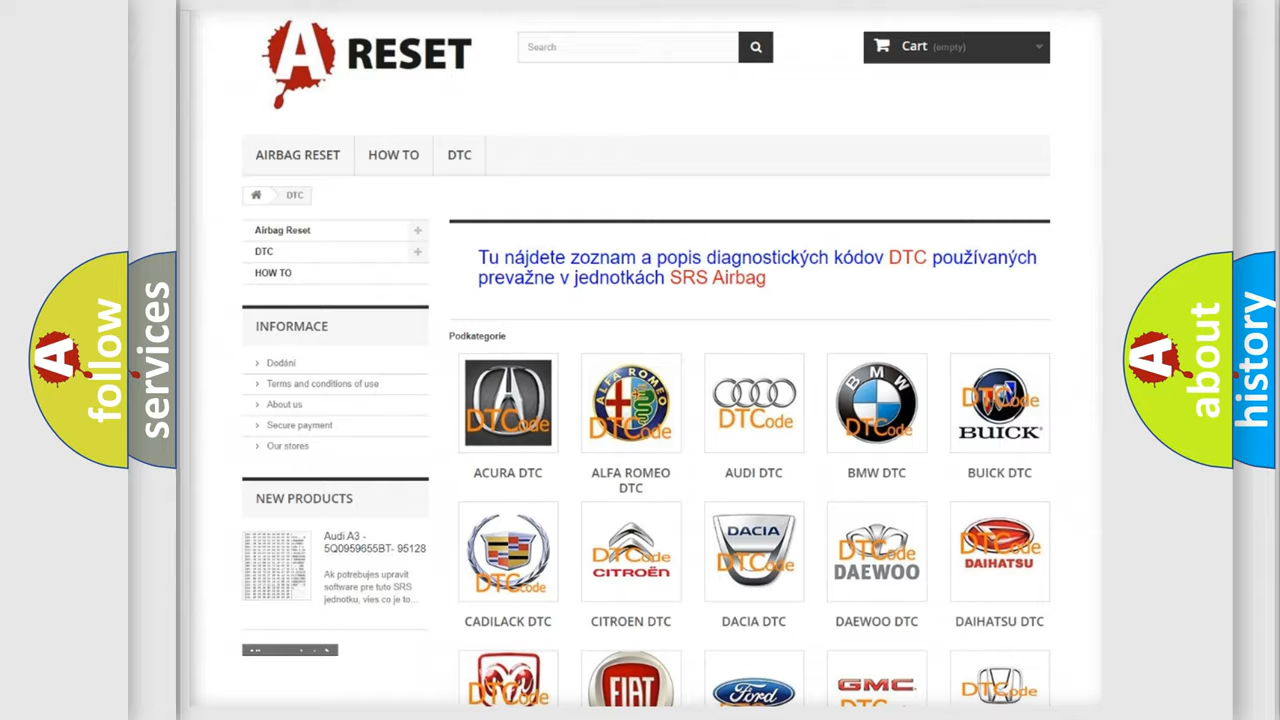 A RESET
Search
Cart (empty)
AIRBAG RESET
HOW TO
DTC
DTC
Airbag Reset
DTC
HOW TO
INFORMACE
Dodání
Terms and conditions of use
About us
Secure payment
Our stores
NEW PRODUCTS
Audi A3 -
5Q0959655BT- 95128
Ak potrebujes upravit
software pre tuto SRS
jednotku, vies co je to...
Tu nájdete zoznam a popis diagnostických kódov DTC používaných
prevažne v jednotkách SRS Airbag
Podkategorie
DTCode
ALFA ROMEO
DTCode
DTCode
BMW
DTCode
DTCode
BUICK
ACURA DTC
ALFA ROMEO
DTC
AUDI DTC
BMW DTC
BUICK DTC
DTCode
DTCode
CITROËN
DACIA
DTCode
DTCode
DAEWOO
DTCode
DAIHATSU
CADILACK DTC
CITROEN DTC
DACIA DTC
DAEWOO DTC
DAIHATSU DTC
DTCode
FIAT
Ford
GMC
DTCode
A follow
services
A about
history